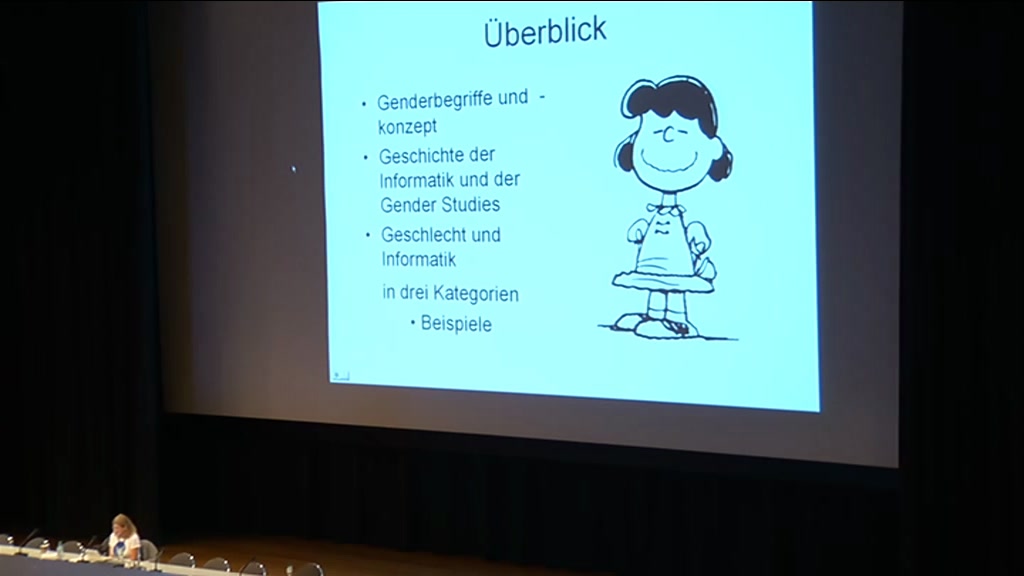 Überblick
• Genderbegriffe und -
konzept
• Geschichte der
Informatik und der
Gender Studies
• Geschlecht und
Informatik
in drei Kategorien
• Beispiele